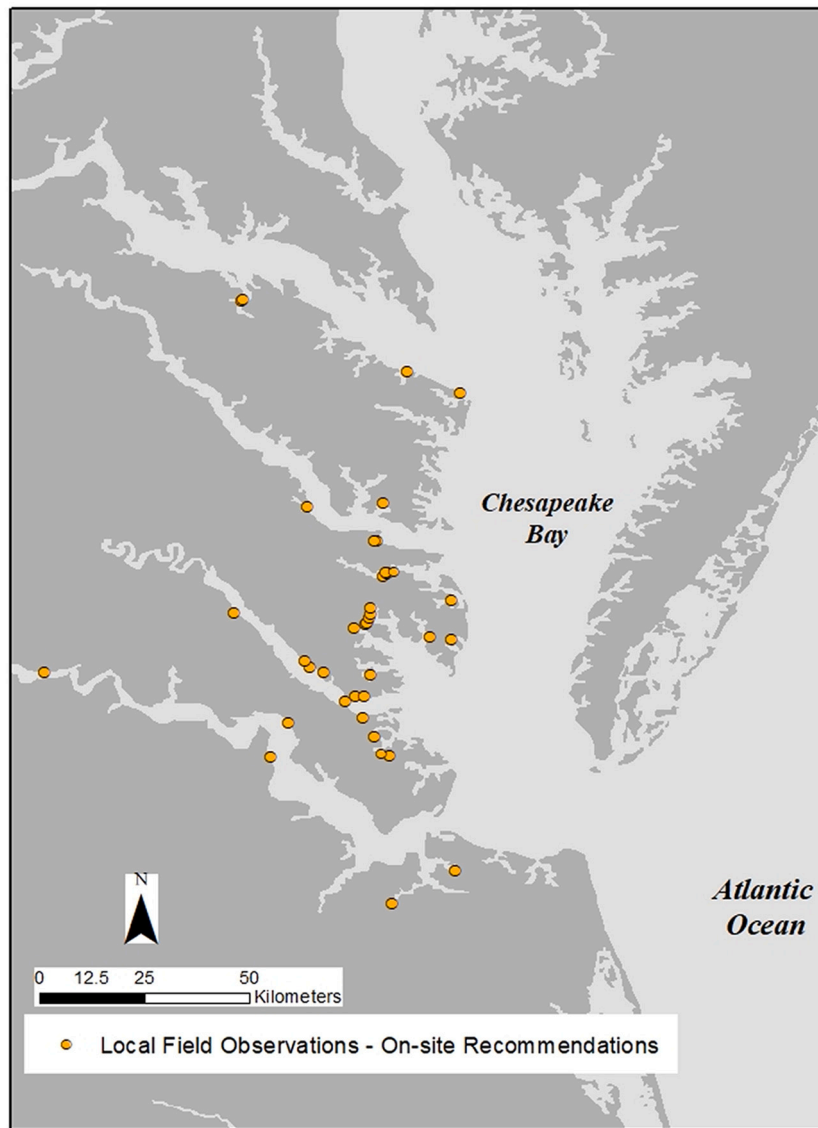 Chesapeake
Bay
Atlantic
Ocean
N
0 12.5 25 50
Kilometers
Local Field Observations - On-site Recommendations